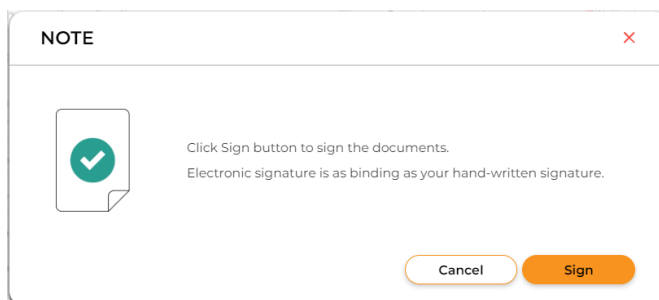 NOTE
Click Sign button to sign the documents.
Electronic signature is as binding as your hand-written signature.
Cancel
Sign